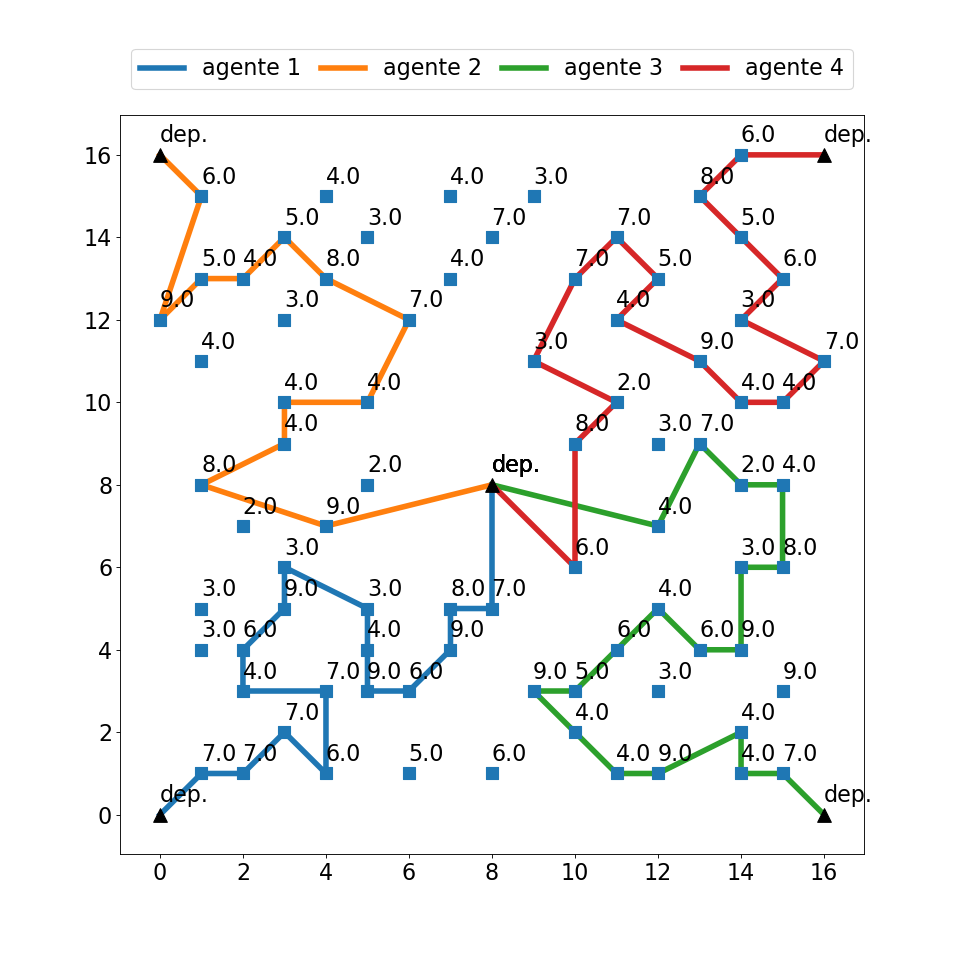 agente 1 agente 2 agente 3 agente 4
dep. 6.0 dep.
16
6.0 4.0 4.0 3.0 8.0
5.0 3.0 7.0 7.0 5.0
14
5.0 4.0 8.0 4.0 7.0 5.0 6.0
9.0 3.0 7.0 4.0 3.0
12
4.0 3.0 9.0 7.0
4.0 4.0 2.0 4.0 4.0
10
4.0 8.0 3.0 7.0
8.0 2.0 dep. 2.0 4.0
8
2.0 9.0 4.0
3.0 6.0 3.0 8.0
6
3.0 9.0 3.0 8.0 7.0 4.0
3.0 6.0 4.0 9.0 6.0 6.0 9.0
4
4.0 7.0 9.0 6.0 9.0 5.0 3.0 9.0
7.0 4.0 4.0
2
7.0 7.0 6.0 5.0 6.0 4.0 9.0 4.0 7.0
dep. dep.
0
0 2 4 6 8 10 12 14 16